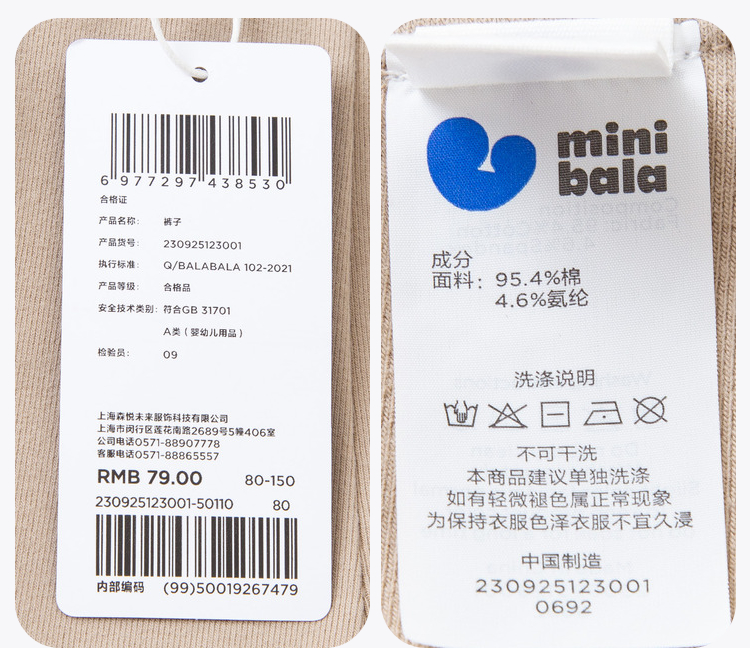 6 977297 438530
合格证
产品名称: 裤子
产品货号: 230925123001
执行标准: Q/BALABALA 102-2021
产品等级: 合格品
安全技术类别: 符合GB 31701
A类（婴幼儿用品）
检验员: 09
上海森悦未来服饰科技有限公司
上海市闵行区莲花南路2689号5幢406室
公司电话0571-88907778
客服电话0571-88865557
RMB 79.00 80-150
230925123001-50110 80
内部编码 (99)50019267479
mini
bala
成分
面料: 95.4%棉
4.6%氨纶
洗涤说明
不可干洗
本商品建议单独洗涤
如有轻微褪色属正常现象
为保持衣服色泽衣服不宜久浸
中国制造
230925123001
0692